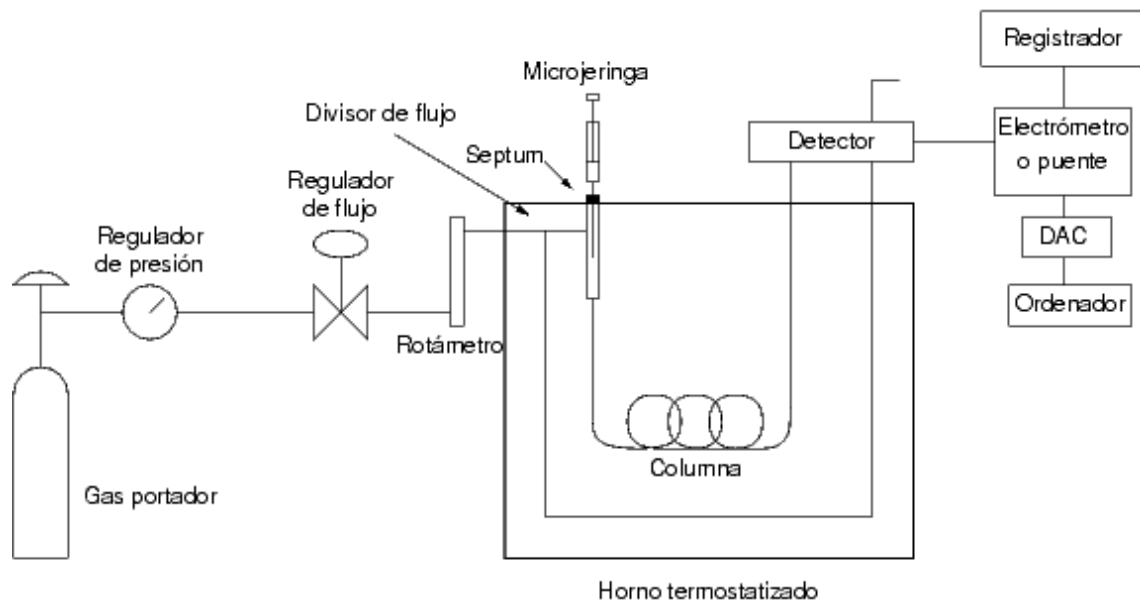 Registrador
Microjeringa
Divisor de flujo
Electrómetro
o puente
Detector
Septum
Regulador
de flujo
DAC
Regulador
de presión
Ordenador
Rotámetro
Columna
Gas portador
Horno termostatizado